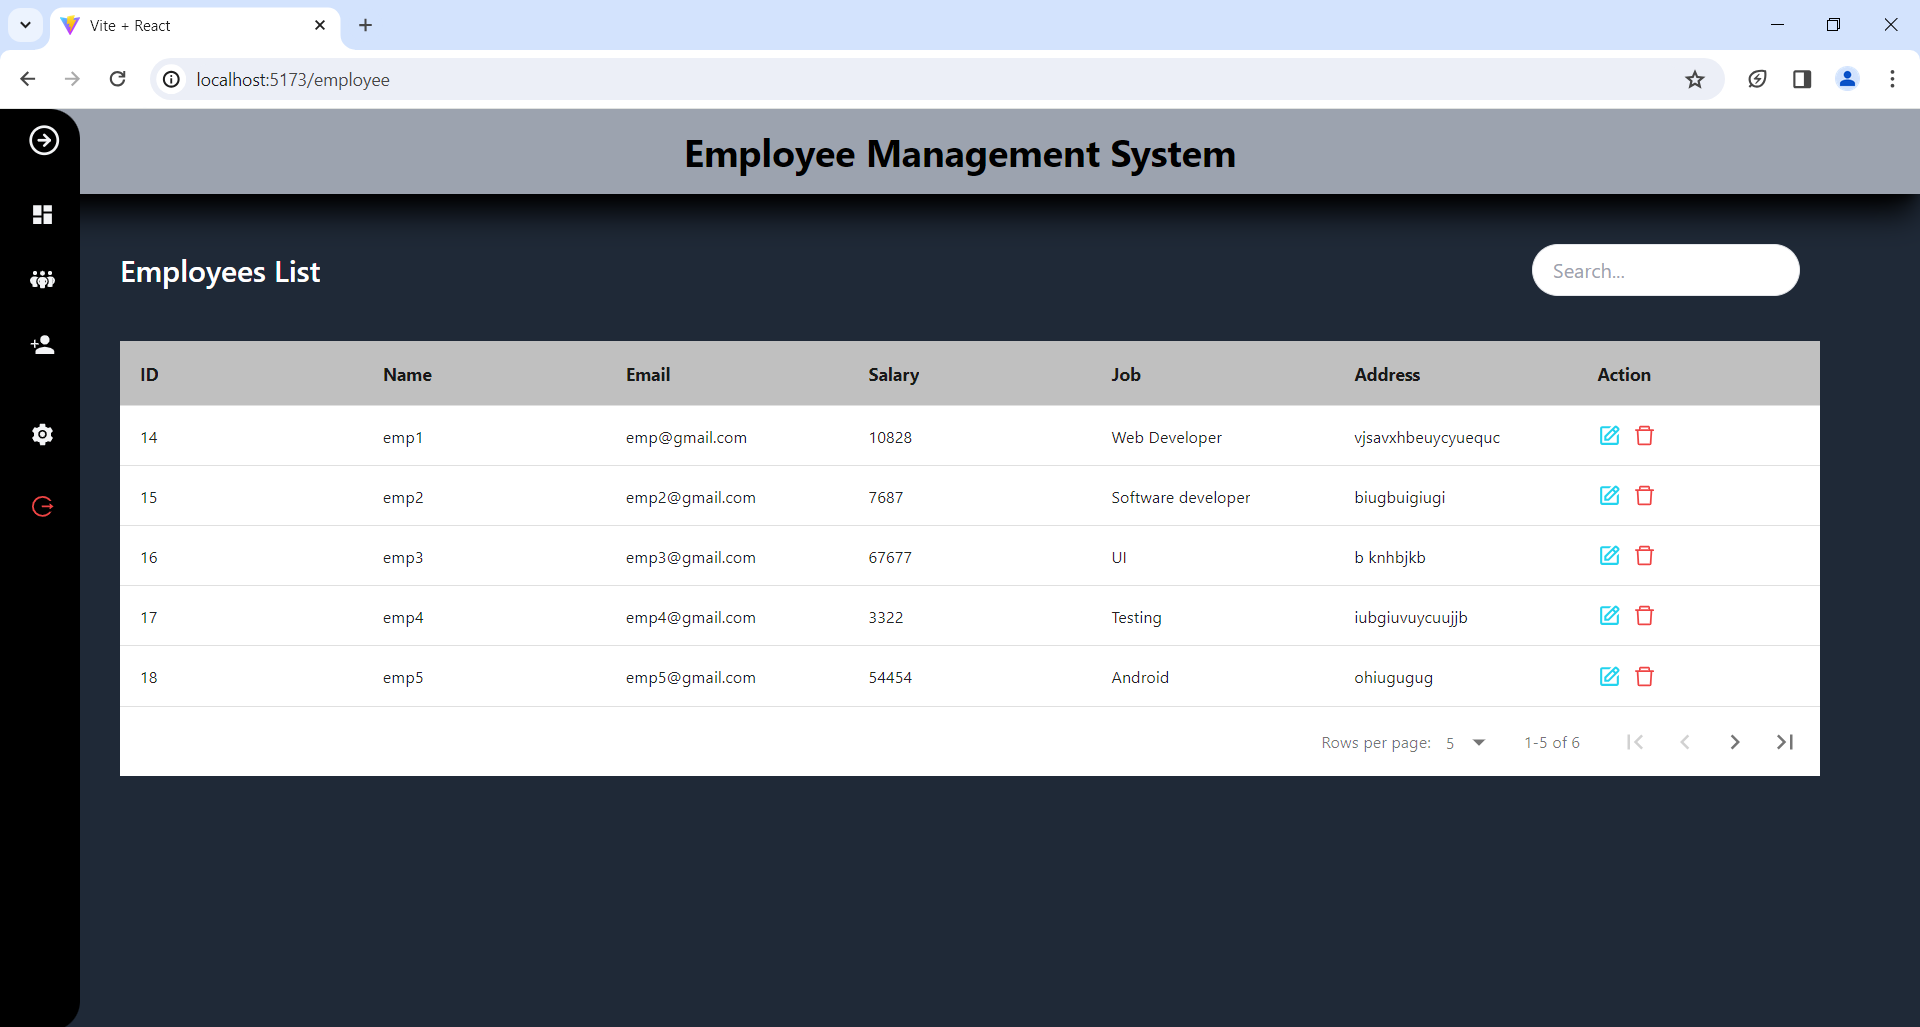 Vite + React
localhost:5173/employee
Employee Management System
Employees List
Search...
ID Name Email Salary Job Address Action
14 emp1 emp@gmail.com 10828 Web Developer vjsavxhbeuycyuequc
15 emp2 emp2@gmail.com 7687 Software developer biugbuigiugi
16 emp3 emp3@gmail.com 67677 UI b knhbjkb
17 emp4 emp4@gmail.com 3322 Testing iubgiuvuycuujjb
18 emp5 emp5@gmail.com 54454 Android ohiugugug
Rows per page: 5 1-5 of 6